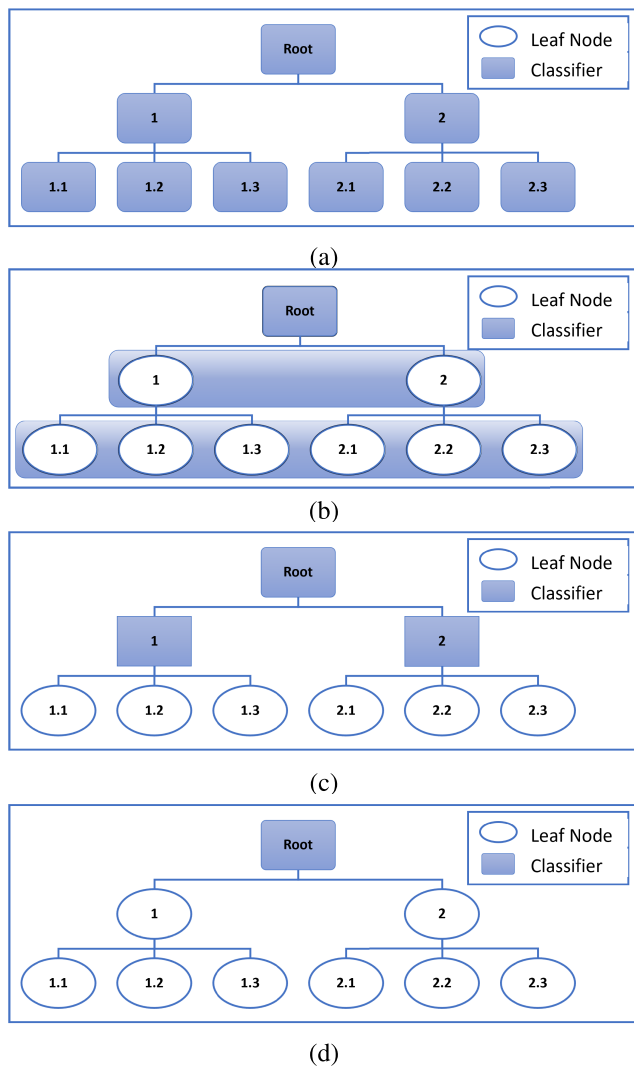 Root
Leaf Node
Classifier
1
2
1.1
1.2
1.3
2.1
2.2
2.3
(a)
Root
Leaf Node
Classifier
1
2
1.1
1.2
1.3
2.1
2.2
2.3
(b)
Root
Leaf Node
Classifier
1
2
1.1
1.2
1.3
2.1
2.2
2.3
(c)
Root
Leaf Node
Classifier
1
2
1.1
1.2
1.3
2.1
2.2
2.3
(d)